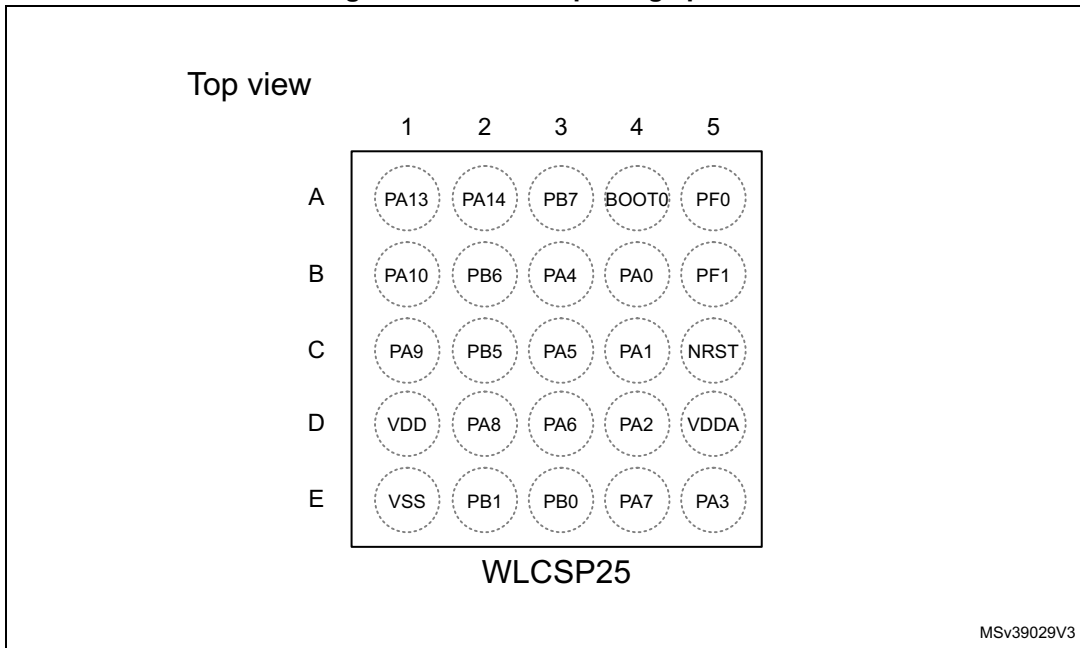 Top view
1 2 3 4 5
A PA13 PA14 PB7 BOOT0 PF0
B PA10 PB6 PA4 PA0 PF1
C PA9 PB5 PA5 PA1 NRST
D VDD PA8 PA6 PA2 VDDA
E VSS PB1 PB0 PA7 PA3
WLCSP25
MSv39029V3